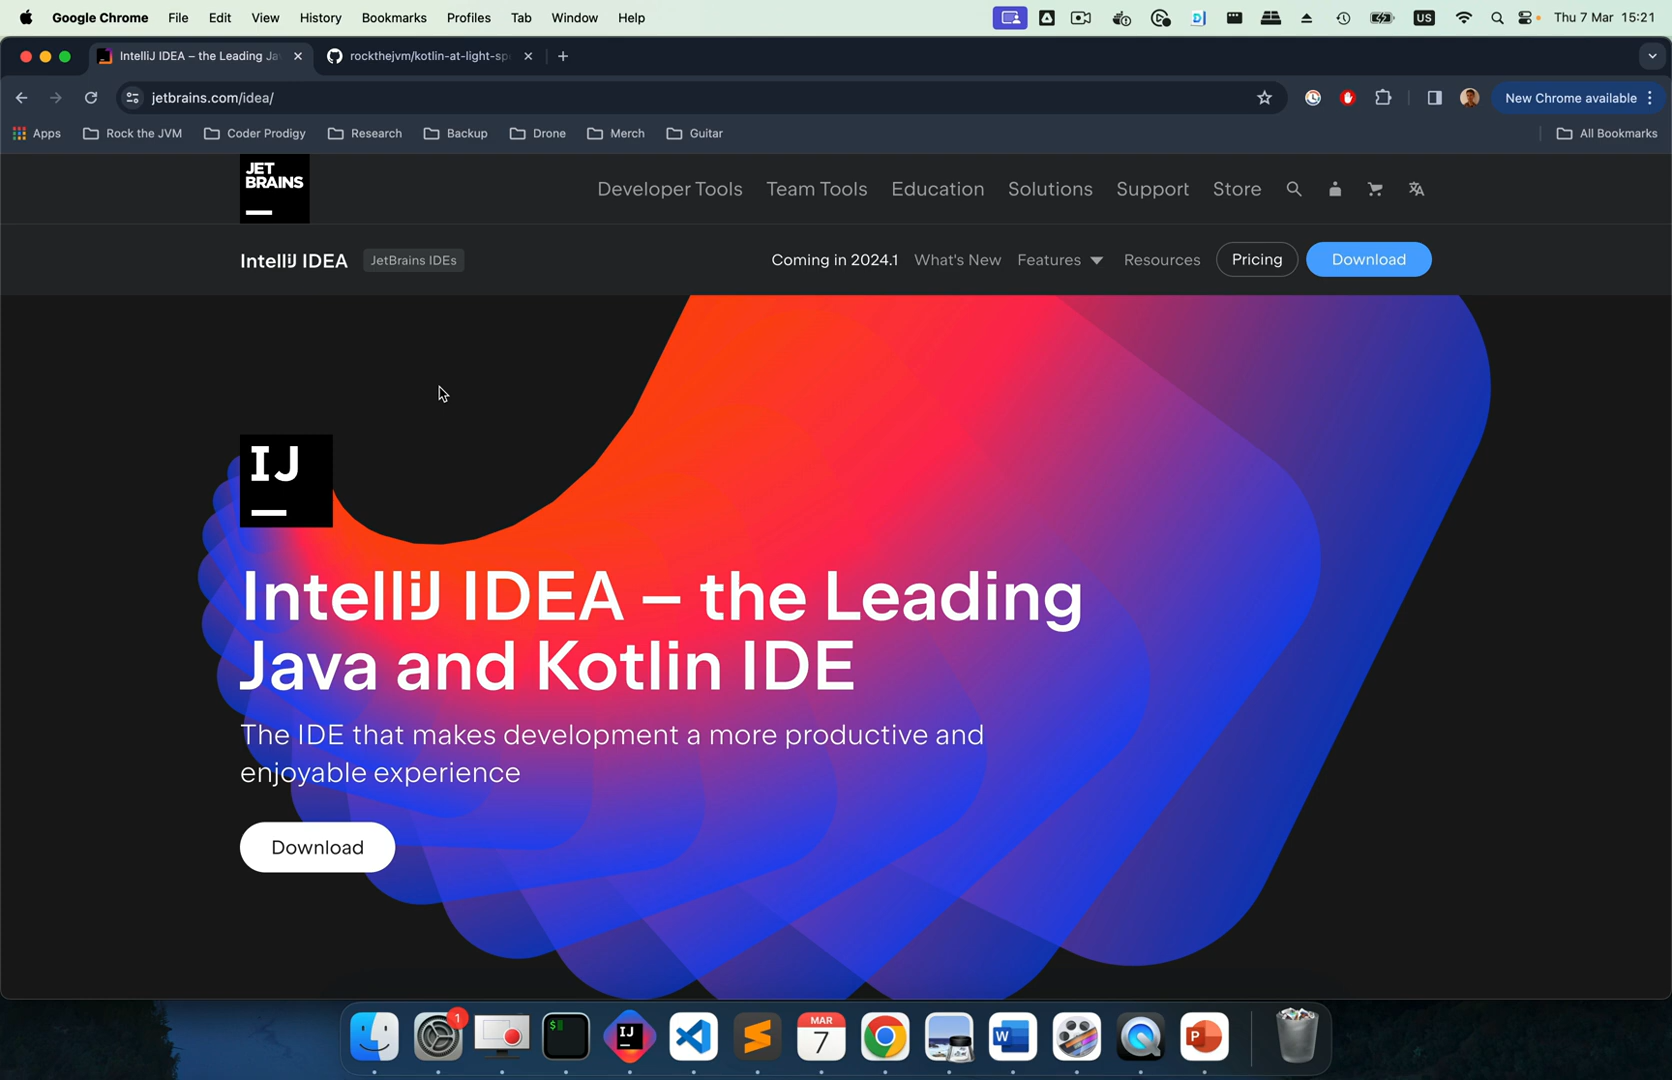 Google Chrome File Edit View History Bookmarks Profiles Tab Window Help US Thu 7 Mar 15:21
IntelliJ IDEA – the Leading Ja
rockthejvm/kotlin-at-light-sp
jetbrains.com/idea/
New Chrome available
Apps Rock the JVM Coder Prodigy Research Backup Drone Merch Guitar All Bookmarks
JET
BRAINS
Developer Tools Team Tools Education Solutions Support Store
IntelliJ IDEA JetBrains IDEs Coming in 2024.1 What's New Features Resources Pricing Download
IJ
IntelliJ IDEA – the Leading
Java and Kotlin IDE
The IDE that makes development a more productive and
enjoyable experience
Download
1
$
IJ
MAR
7
W
P